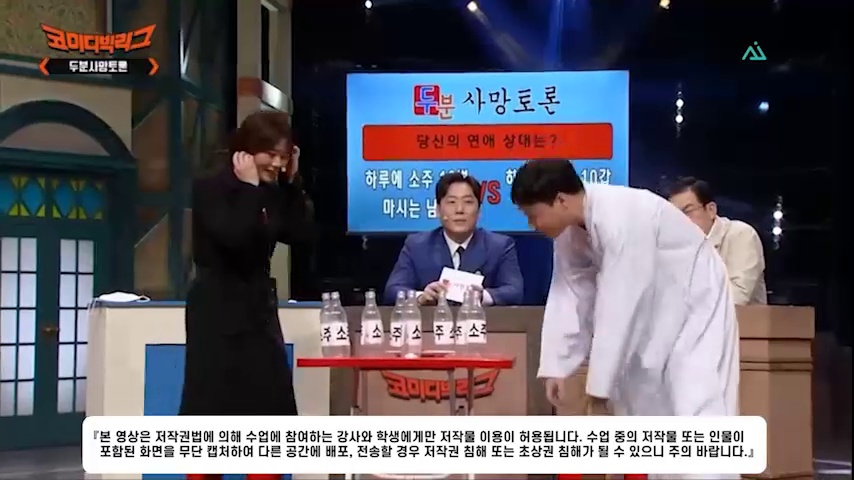 코미디빅리그
두분사망토론
두분 사망토론
당신의 연애 상대는?
하루에 소주
10갑
마시는
VS
소주
소주
소주
코미디빅리그
『본 영상은 저작권법에 의해 수업에 참여하는 강사와 학생에게만 저작물 이용이 허용됩니다. 수업 중의 저작물 또는 인물이
포함된 화면을 무단 캡처하여 다른 공간에 배포, 전송할 경우 저작권 침해 또는 초상권 침해가 될 수 있으니 주의 바랍니다.』